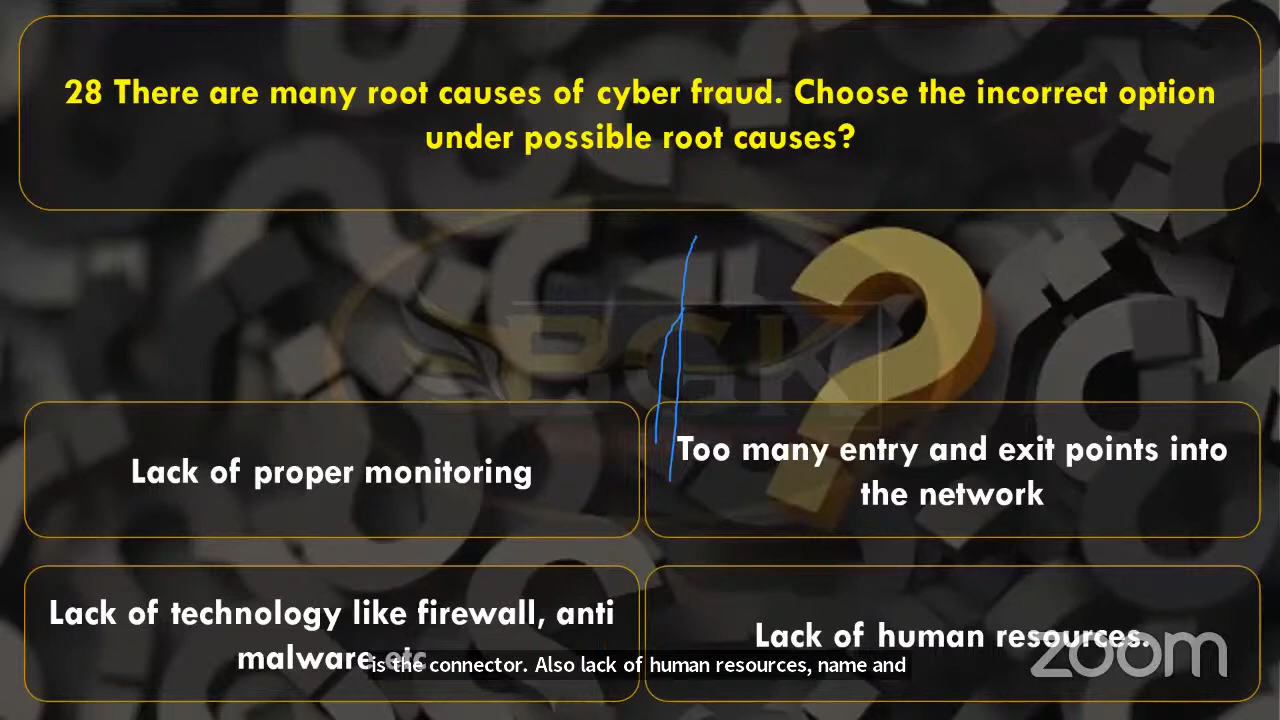 28 There are many root causes of cyber fraud. Choose the incorrect option
under possible root causes?
PGK
Lack of proper monitoring
Too many entry and exit points into
the network
Lack of technology like firewall, anti
malware etc
Lack of human resources.
zoom
is the connector. Also lack of human resources, name and